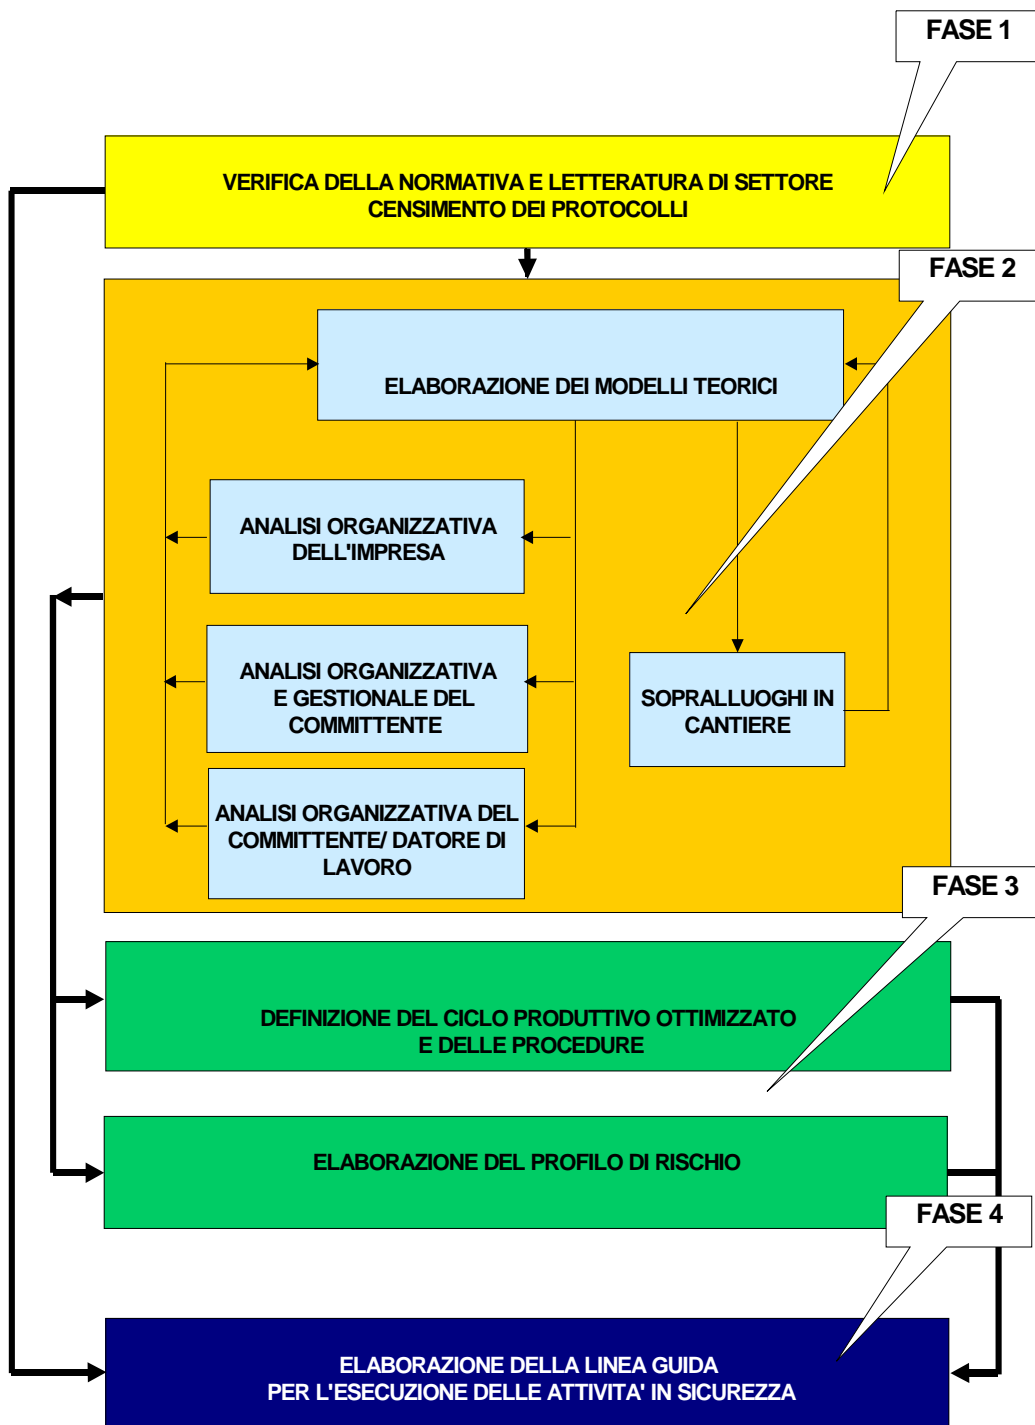 FASE 1
VERIFICA DELLA NORMATIVA E LETTERATURA DI SETTORE
CENSIMENTO DEI PROTOCOLLI
FASE 2
ELABORAZIONE DEI MODELLI TEORICI
ANALISI ORGANIZZATIVA
DELL'IMPRESA
ANALISI ORGANIZZATIVA
E GESTIONALE DEL
COMMITTENTE
SOPRALLUOGHI IN
CANTIERE
ANALISI ORGANIZZATIVA DEL
COMMITTENTE/ DATORE DI
LAVORO
FASE 3
DEFINIZIONE DEL CICLO PRODUTTIVO OTTIMIZZATO
E DELLE PROCEDURE
ELABORAZIONE DEL PROFILO DI RISCHIO
FASE 4
ELABORAZIONE DELLA LINEA GUIDA
PER L'ESECUZIONE DELLE ATTIVITA' IN SICUREZZA